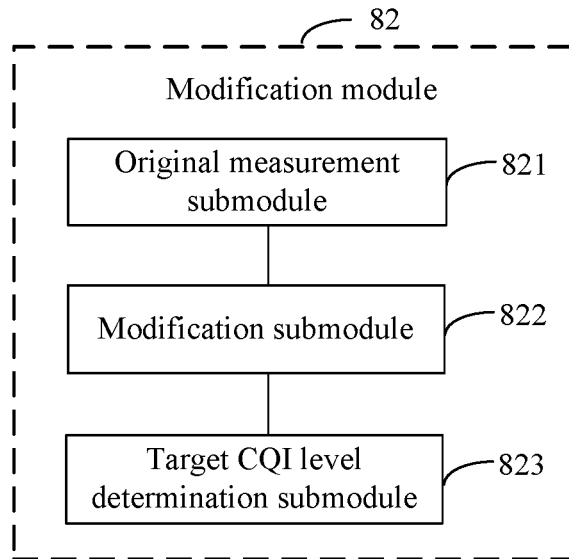 82
Modification module
Original measurement
submodule
821
Modification submodule
822
Target CQI level
determination submodule
823